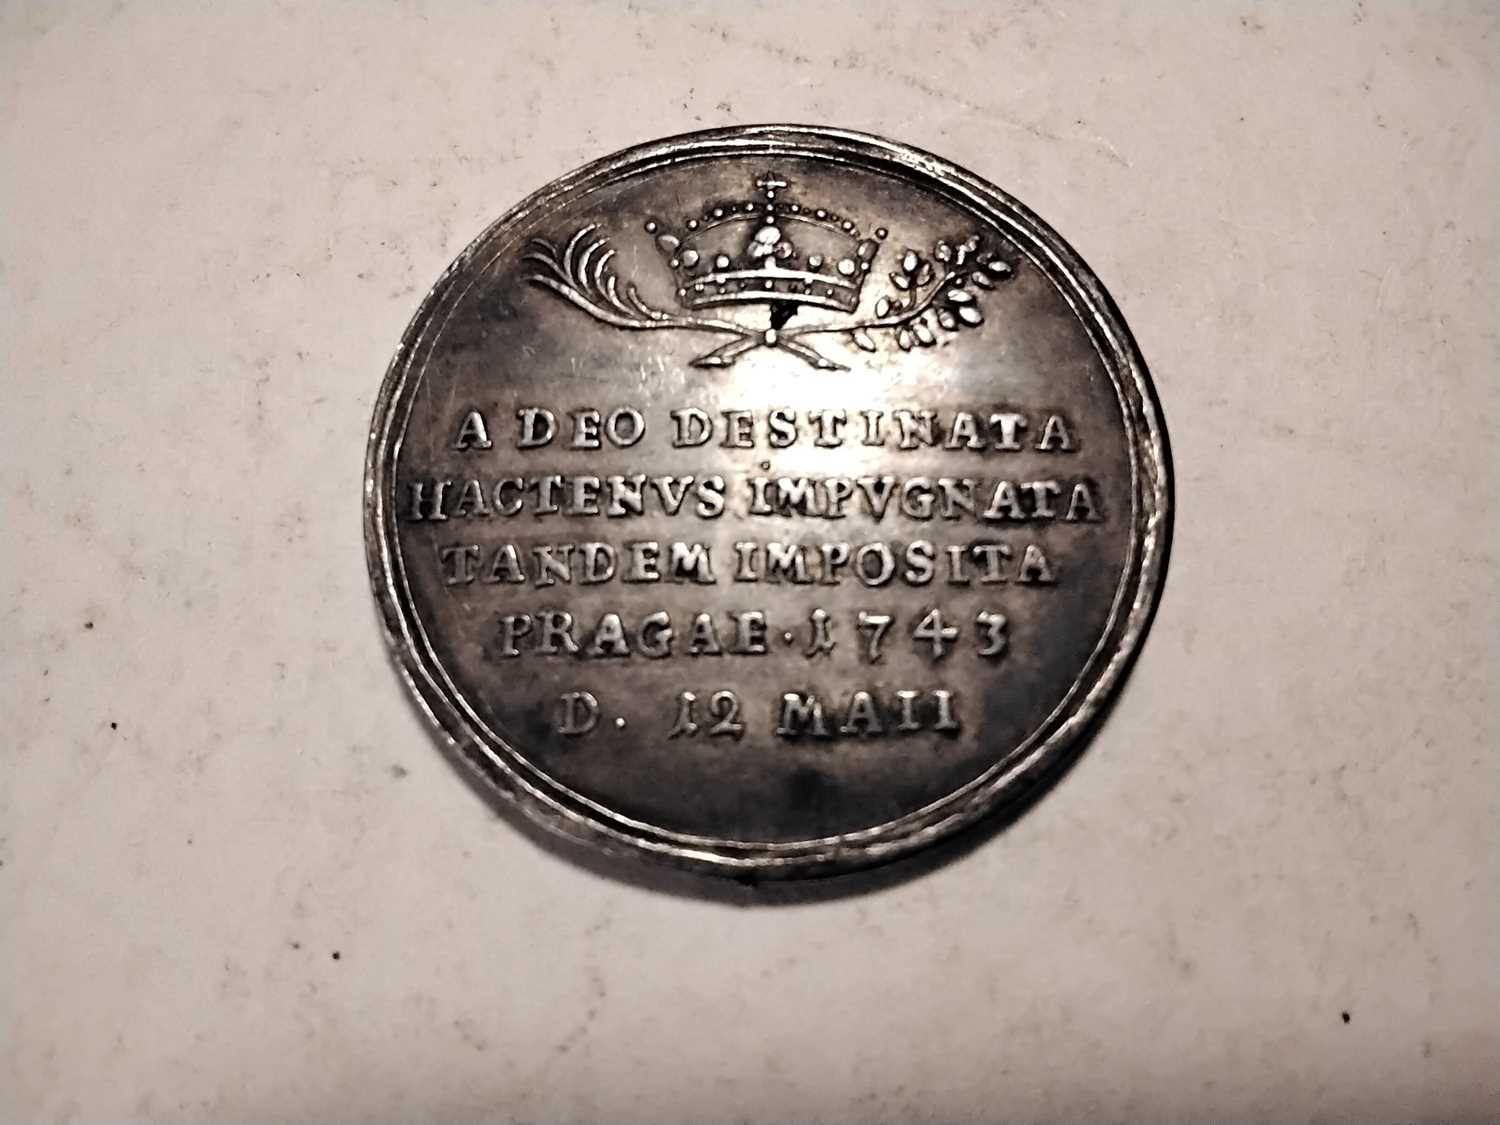 A DEO DESTINATA
HACTENVS IMPVGNATA
TANDEM IMPOSITA
PRAGAE · 1743
D. 12 MAII